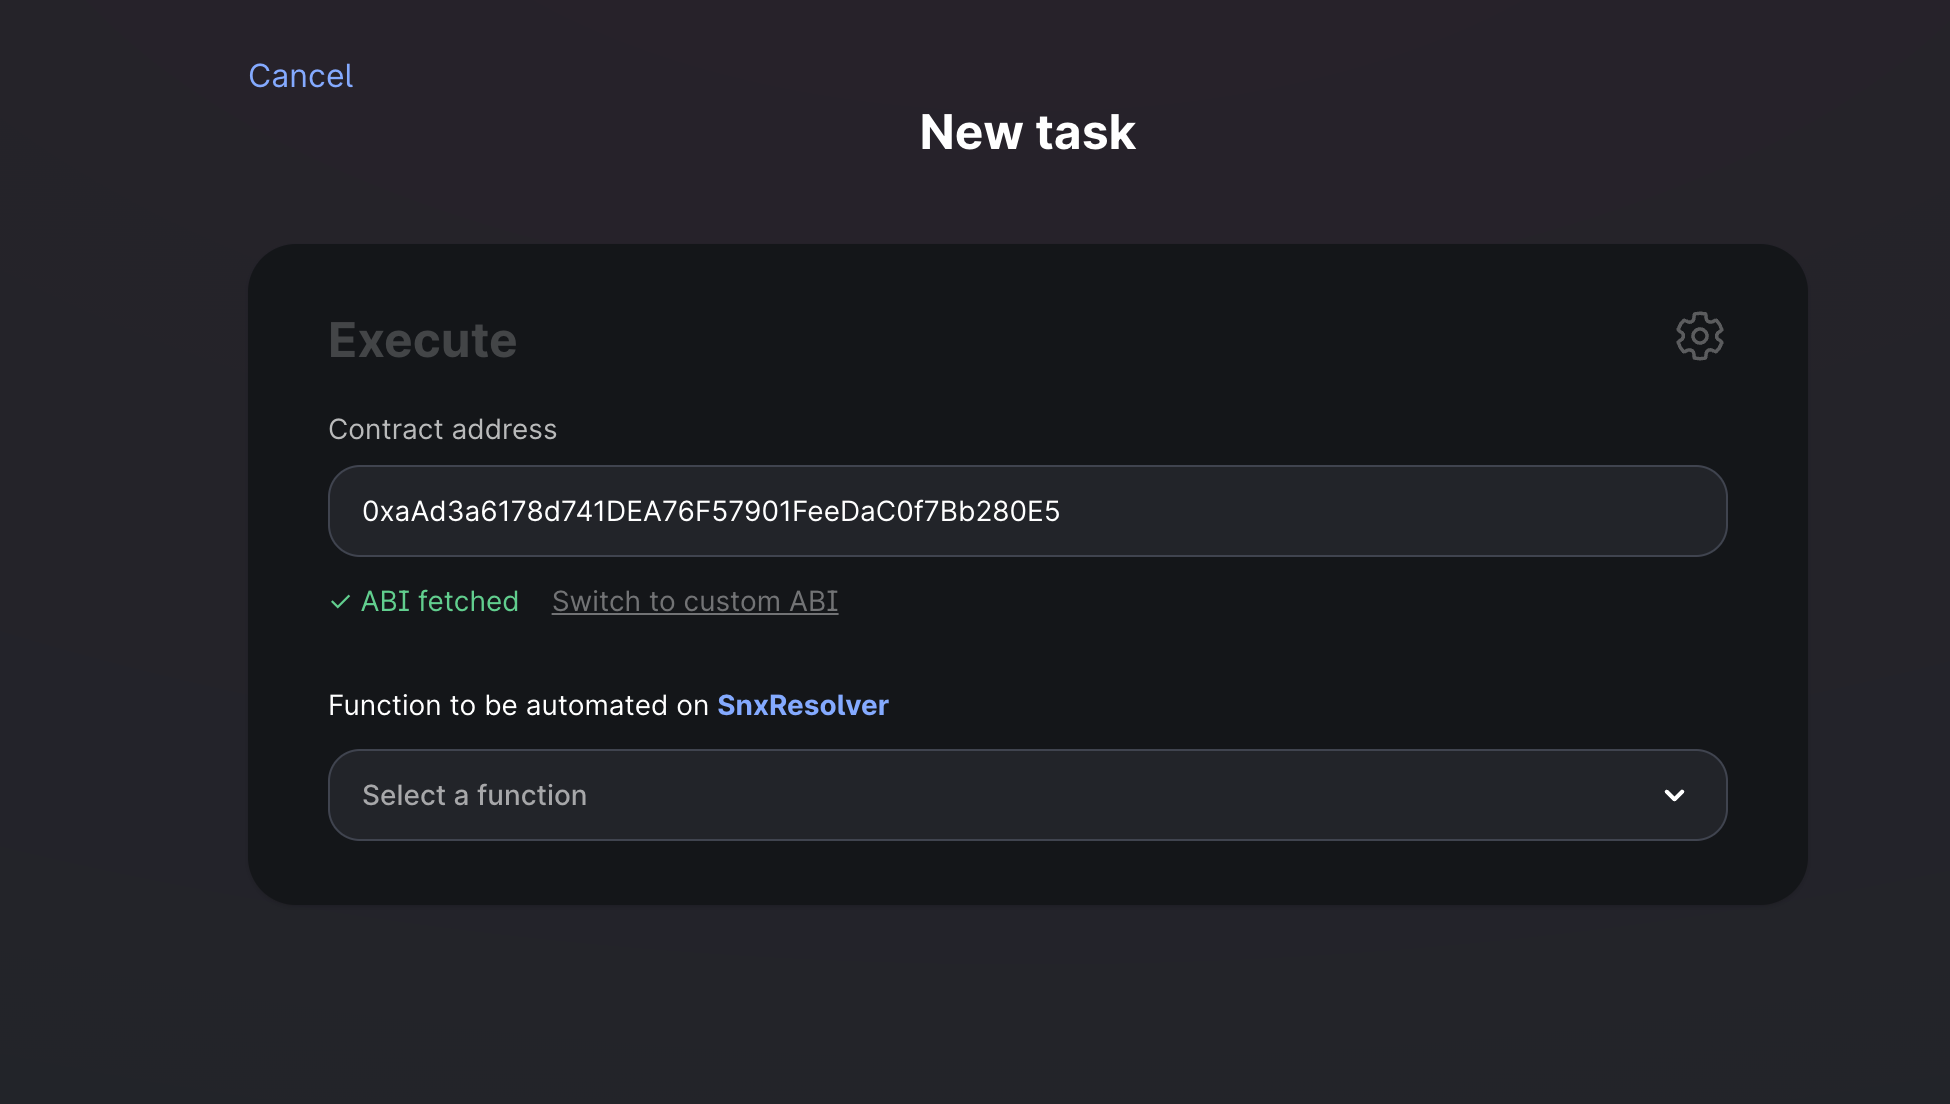 Cancel
New task
Execute
Contract address
0xaAd3a6178d741DEA76F57901FeeDaC0f7Bb280E5
ABI fetched Switch to custom ABI
Function to be automated on SnxResolver
Select a function